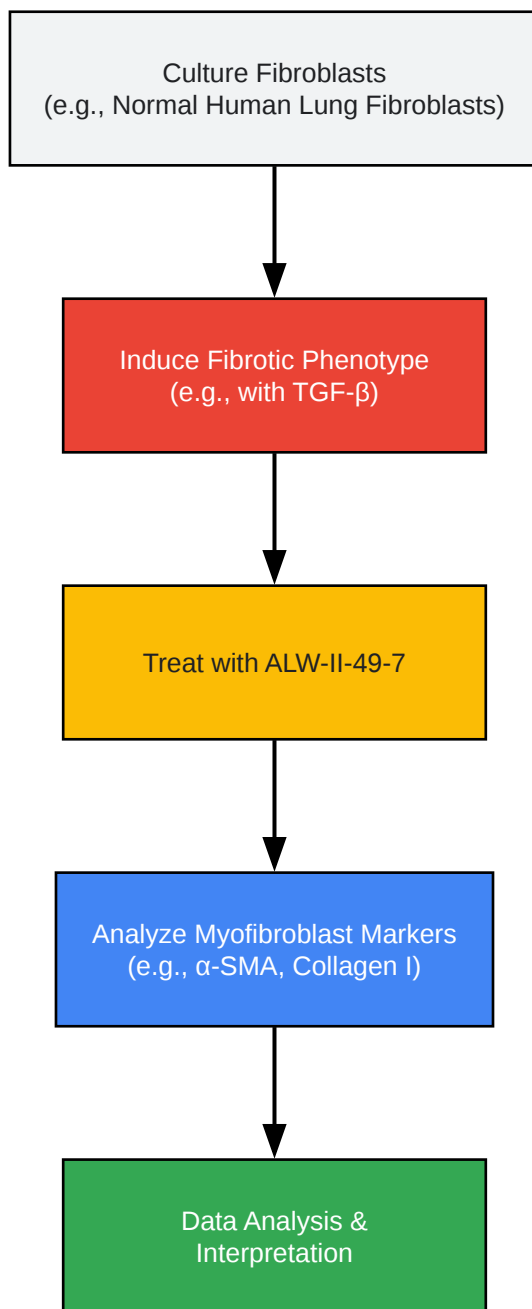 Culture Fibroblasts
(e.g., Normal Human Lung Fibroblasts)
Induce Fibrotic Phenotype
(e.g., with TGF-β)
Treat with ALW-II-49-7
Analyze Myofibroblast Markers
(e.g., α-SMA, Collagen I)
Data Analysis &
Interpretation